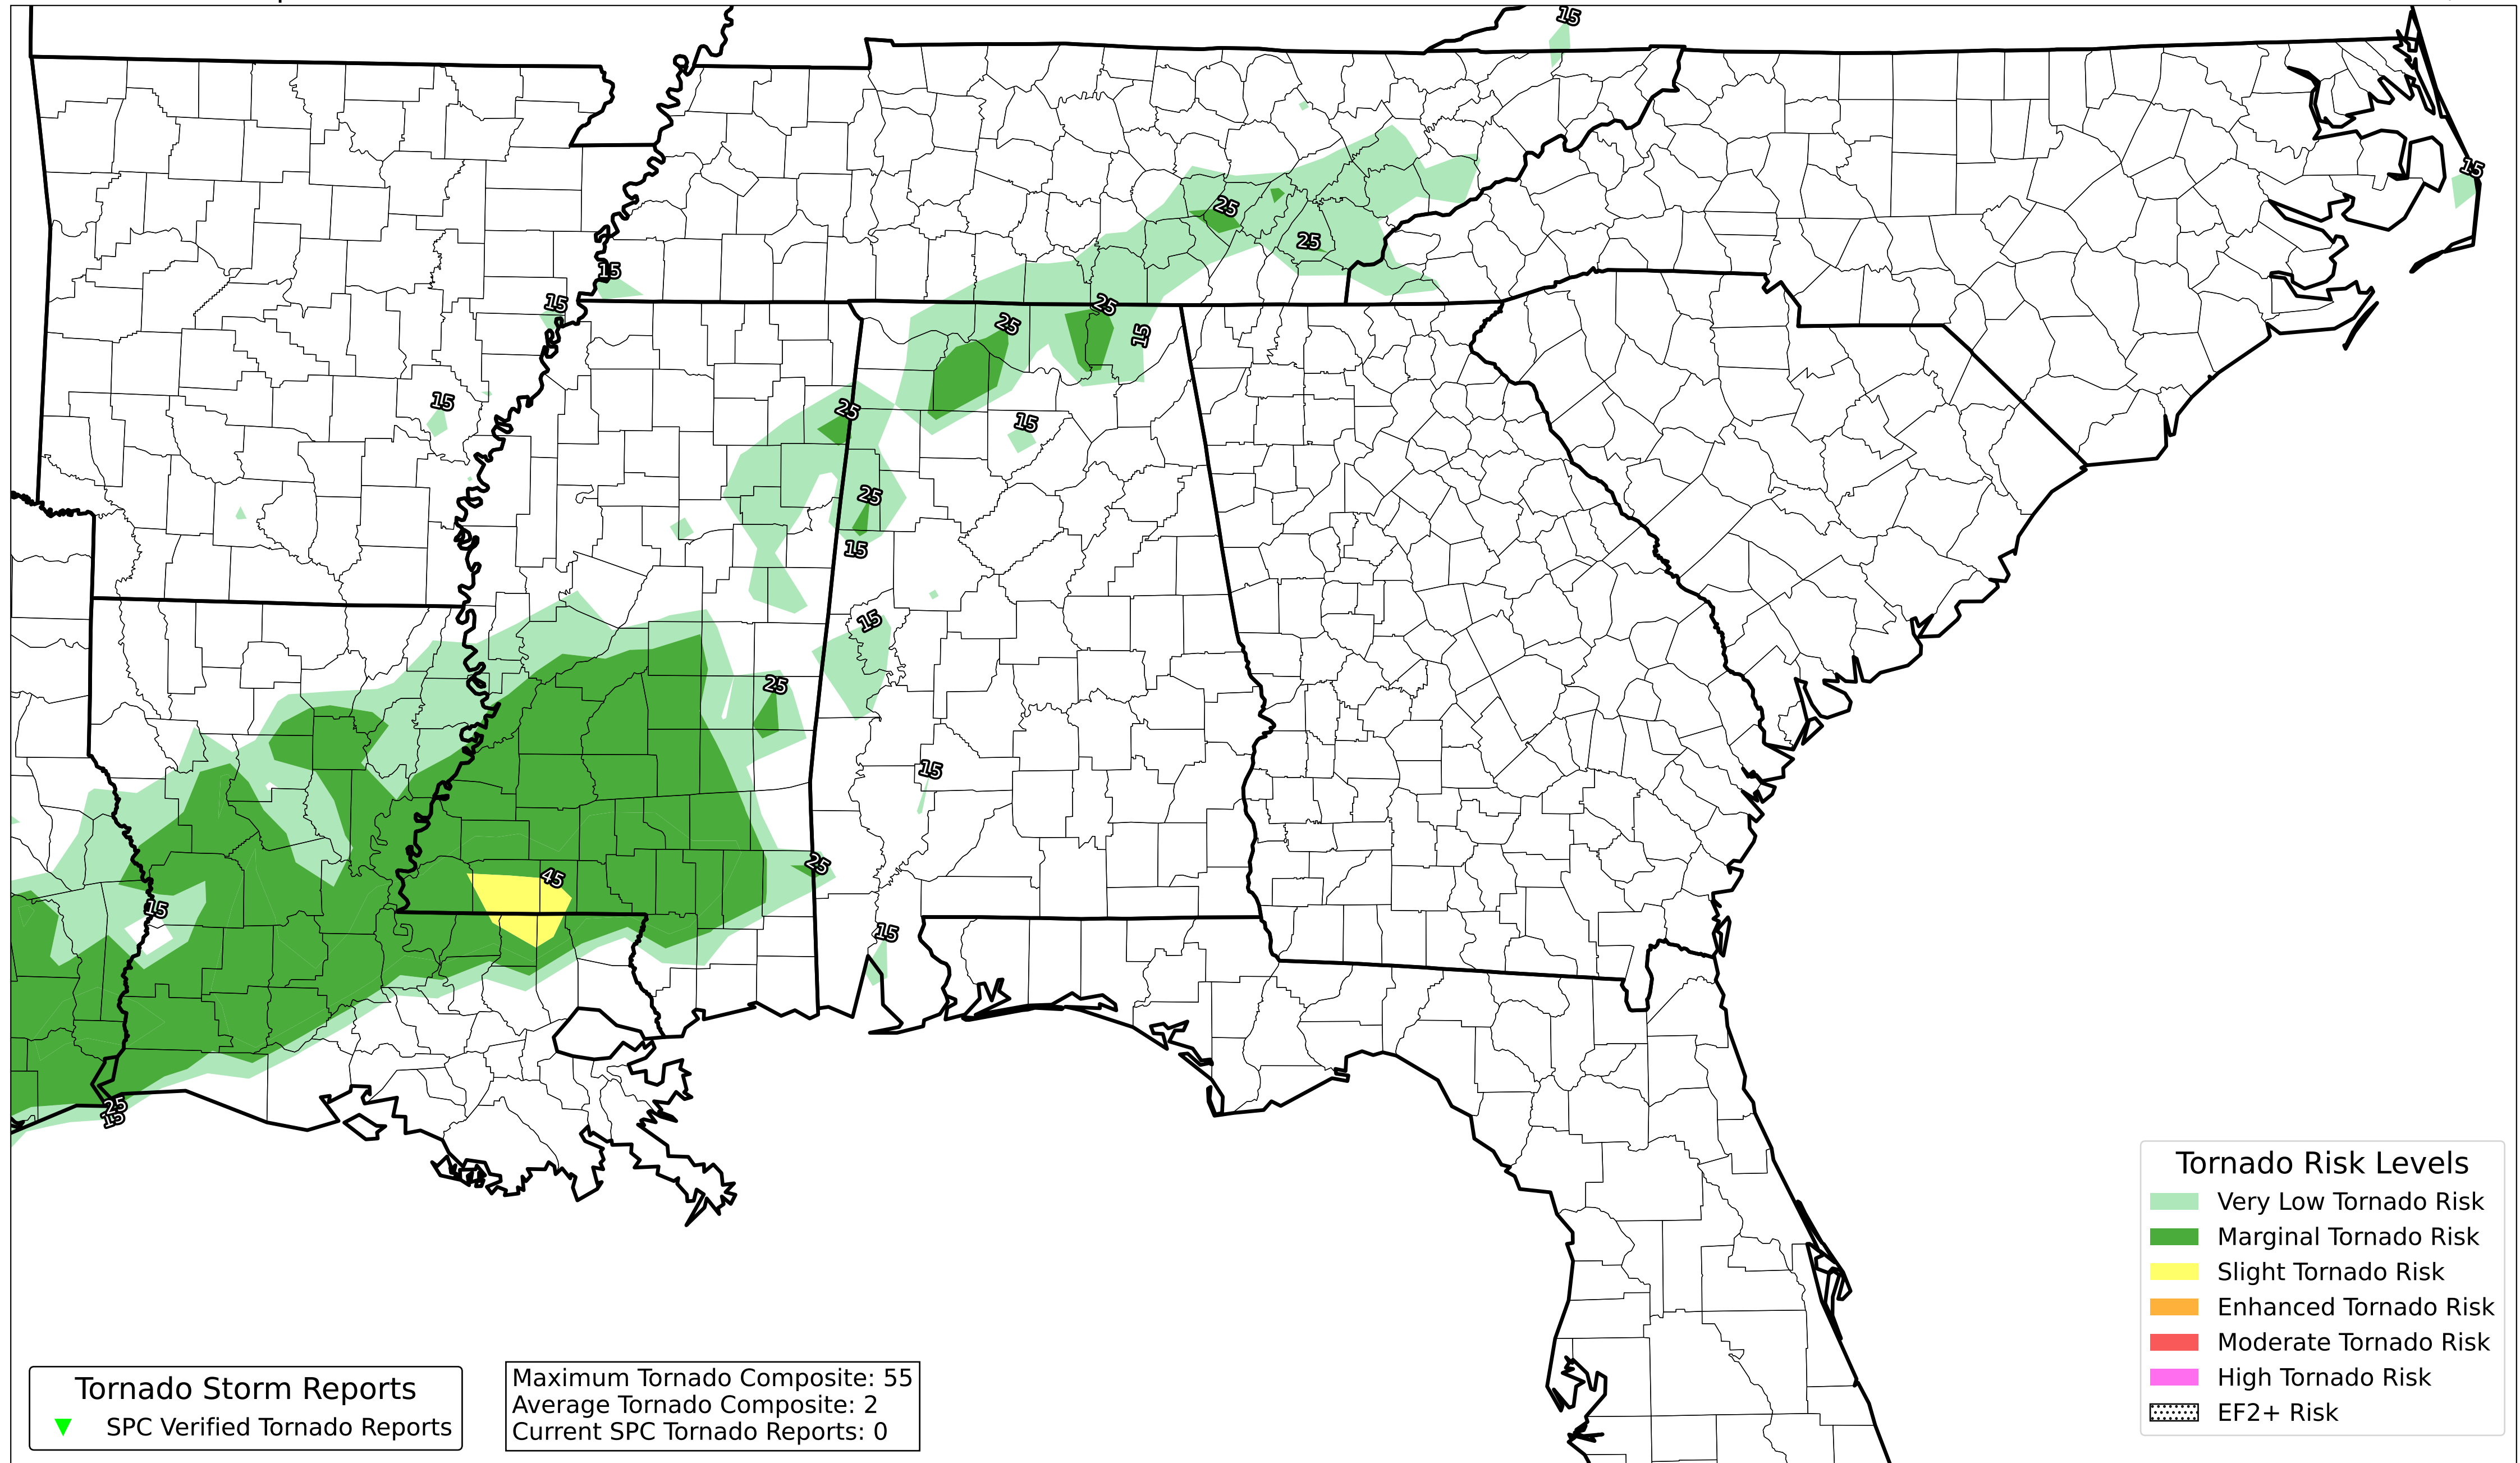 15
15
15
15
15
25
25
25
25
15
25
15
25
15
15
25
15
25
45
15
15
25
15
Tornado Risk Levels
Very Low Tornado Risk
Marginal Tornado Risk
Slight Tornado Risk
Enhanced Tornado Risk
Moderate Tornado Risk
High Tornado Risk
EF2+ Risk
Maximum Tornado Composite: 55
Average Tornado Composite: 2
Current SPC Tornado Reports: 0
Tornado Storm Reports
SPC Verified Tornado Reports